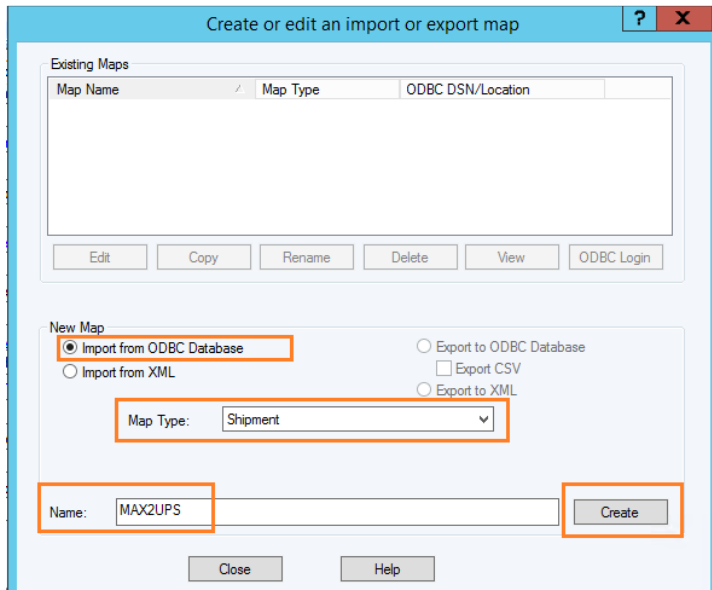 Create or edit an import or export map
? X
Existing Maps
Map Name Map Type ODBC DSN/Location
Edit Copy Rename Delete View ODBC Login
New Map
Import from ODBC Database Export to ODBC Database
Import from XML Export CSV
Export to XML
Map Type: Shipment
Name: MAX2UPS Create
Close Help